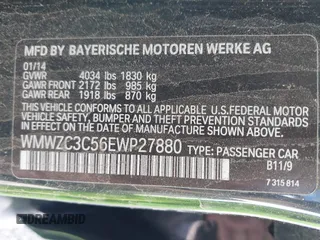 MFD BY BAYERISCHE MOTOREN WERKE AG
01/14
GVWR 4034 lbs 1830 kg
GAWR FRONT 2172 lbs 985 kg
GAWR REAR 1918 lbs 870 kg
THIS VEHICLE CONFORMS TO ALL APPLICABLE U.S.FEDERAL MOTOR
VEHICLE SAFETY, BUMPER, AND THEFT PREVENTION STANDARDS
IN EFFECT ON THE DATE OF MANUFACTURE SHOWN ABOVE.
WMWZC3C56EWP27880 TYPE: PASSENGER CAR
B11/9
7 315 814
DREAMBID